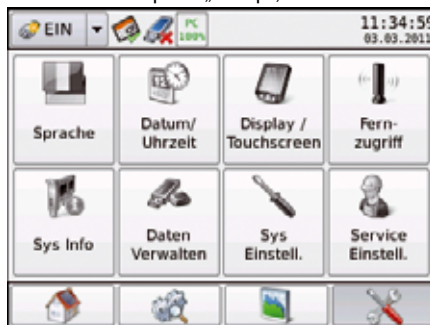 EIN
PC
100%
11:34:59
03.03.2011
Sprache
Datum/
Uhrzeit
Display /
Touchscreen
Fern-
zugriff
Sys Info
Daten
Verwalten
Sys
Einstell.
Service
Einstell.